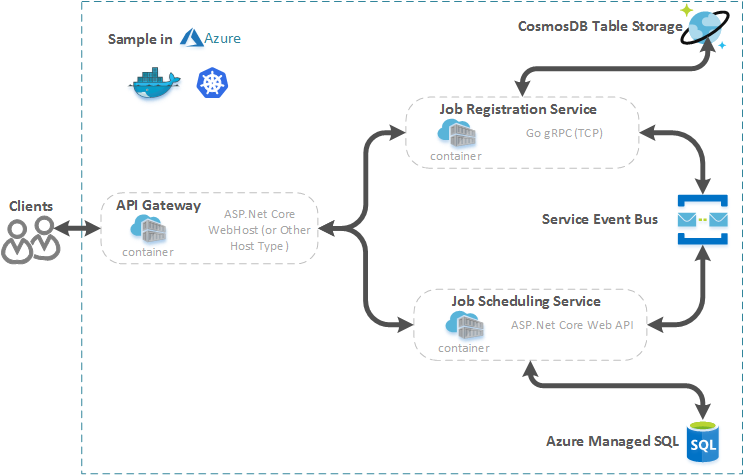 CosmosDB Table Storage
Sample in Azure
Job Registration Service
Go gRPC (TCP)
container
Clients
API Gateway
ASP.Net Core
WebHost (or Other
Host Type)
container
Service Event Bus
Job Scheduling Service
ASP.Net Core Web API
container
Azure Managed SQL
SQL